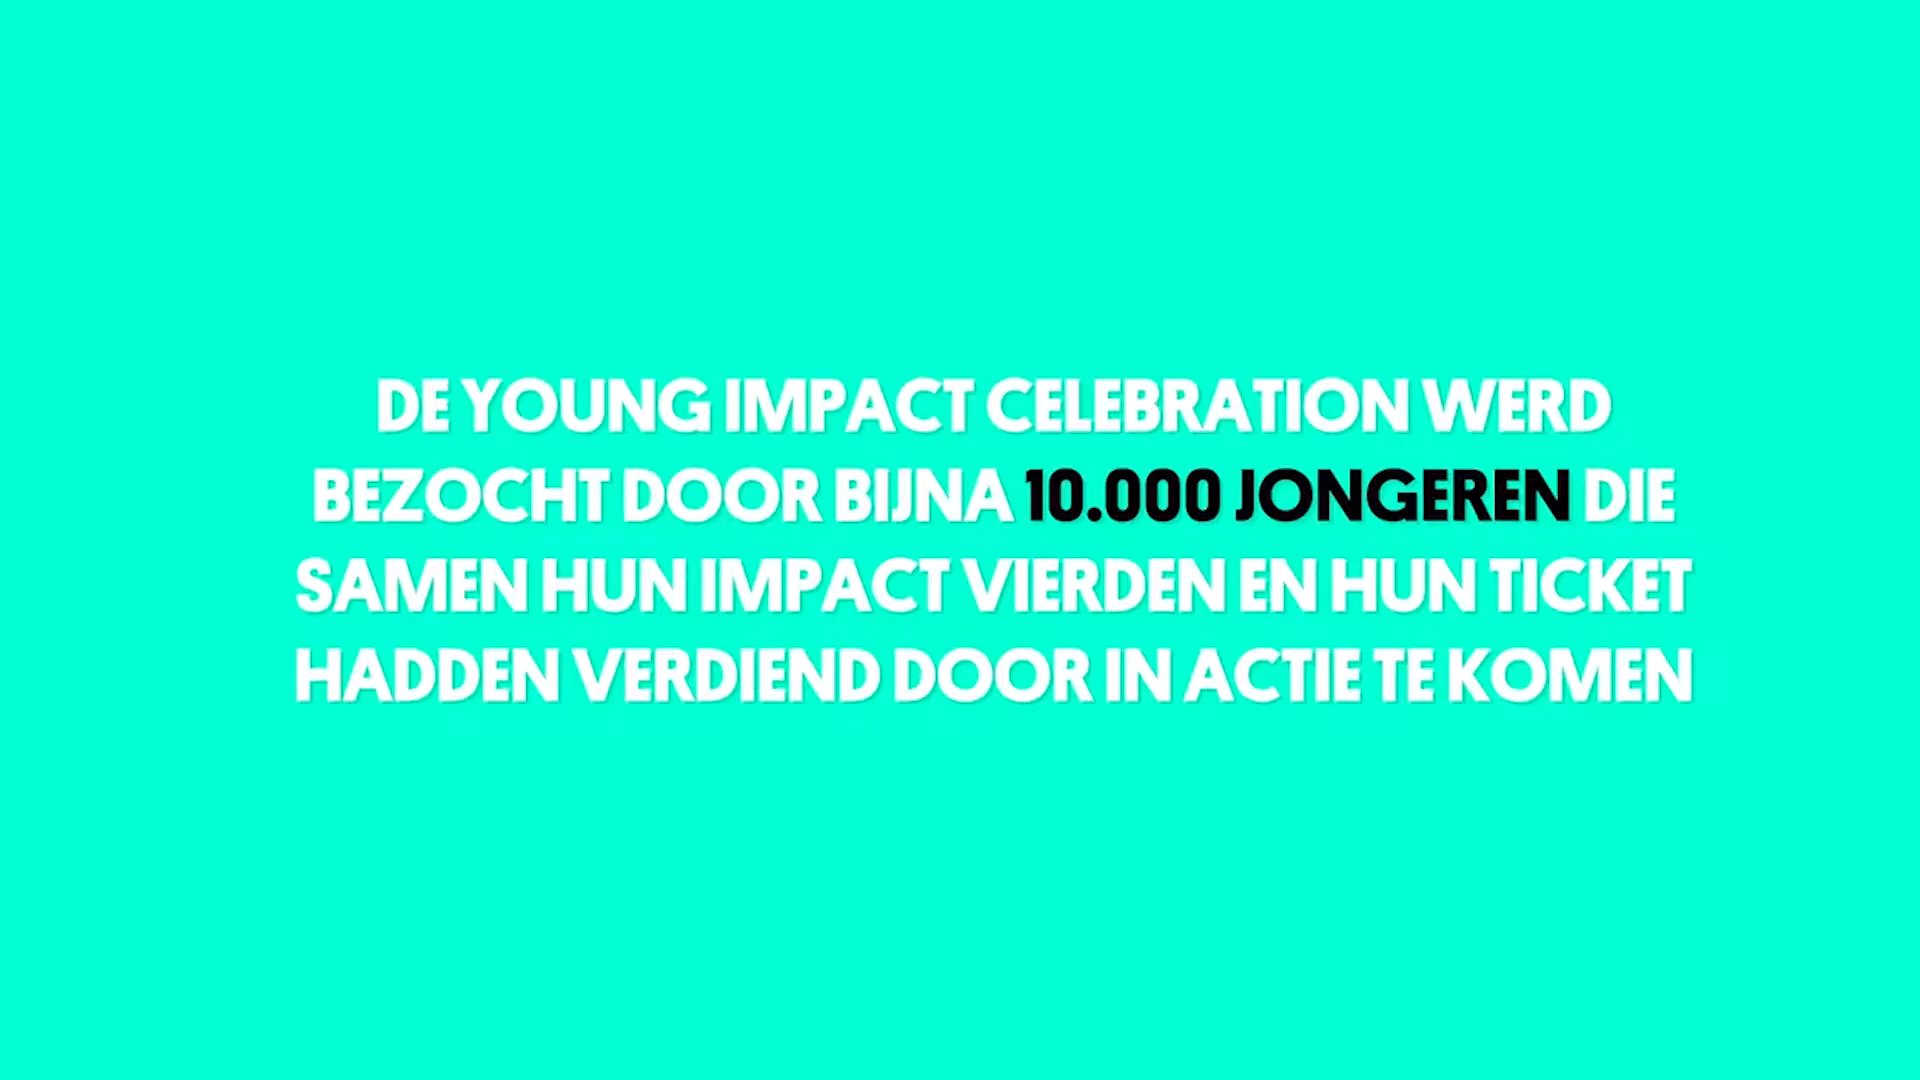 DE YOUNG IMPACT CELEBRATION WERD
BEZOCHT DOOR BIJNA 10.000 JONGEREN DIE
SAMEN HUN IMPACT VIERDEN EN HUN TICKET
HADDEN VERDIEND DOOR IN ACTIE TE KOMEN